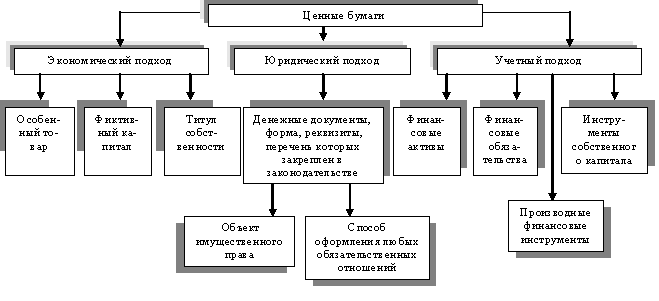 Ценные бумаги
Экономический подход
Юридический подход
Учетный подход
Особен-
ный то-
вар
Фиктив-
ный ка-
питал
Титул
собст-
венности
Денежные документы,
форма, реквизиты,
перечень которых
закреплен в
законодательстве
Финан-
совые
активы
Финан-
совые
обяза-
тельства
Инстру-
менты
собственног
о капитала
Объект
имущественного
права
Способ
оформления любых
обязательственных
отношений
Производные
финансовые
инструменты